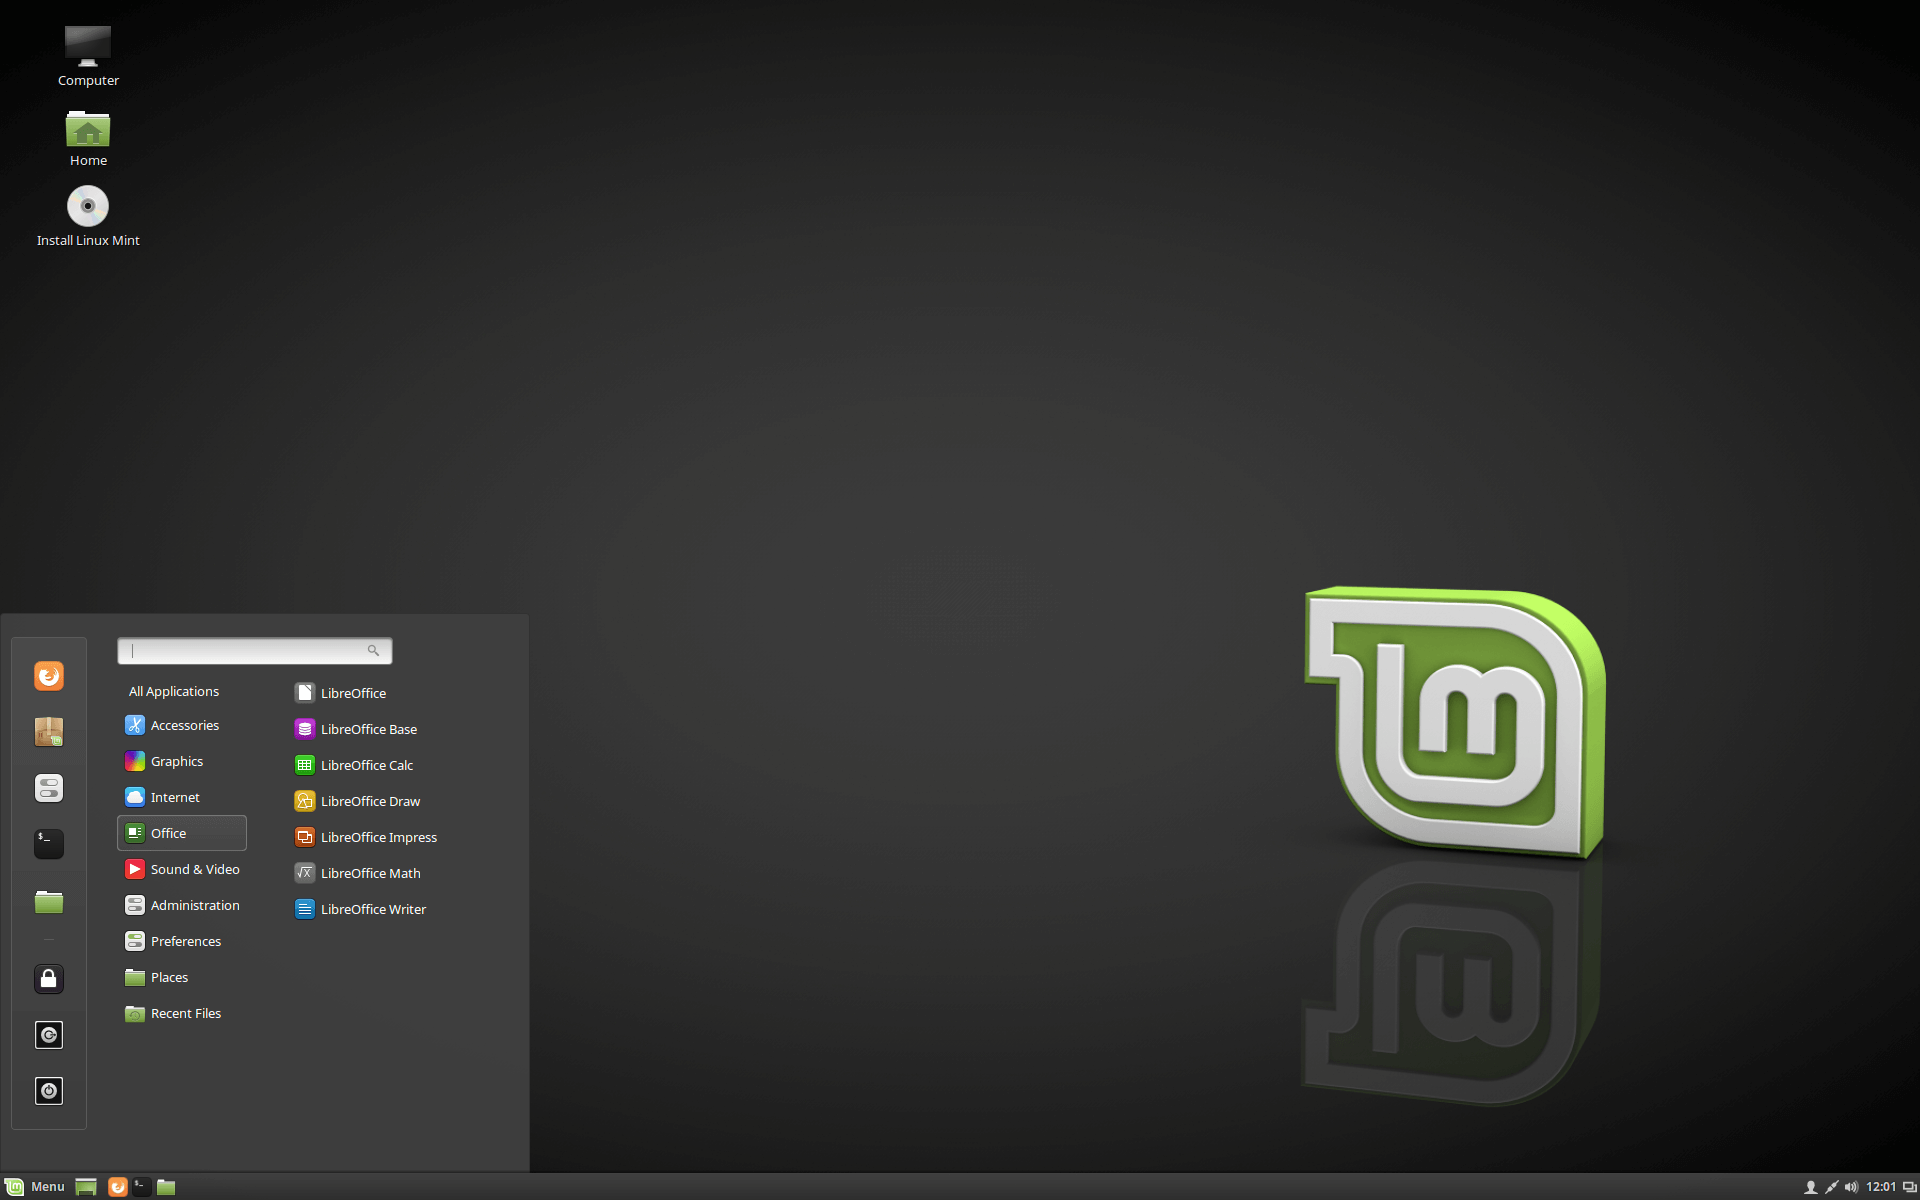 Computer
Home
Install Linux Mint
All Applications
Accessories
Graphics
Internet
Office
Sound & Video
Administration
Preferences
Places
Recent Files
LibreOffice
LibreOffice Base
LibreOffice Calc
LibreOffice Draw
LibreOffice Impress
LibreOffice Math
LibreOffice Writer
Menu
12:01